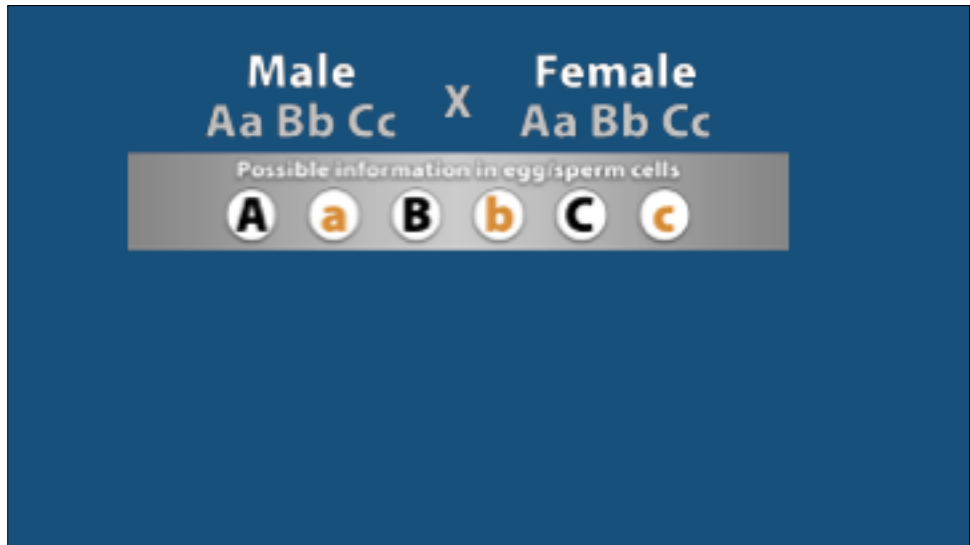 Male X Female
Aa Bb Cc Aa Bb Cc
Possible information in egg/sperm cells
A a B b C c